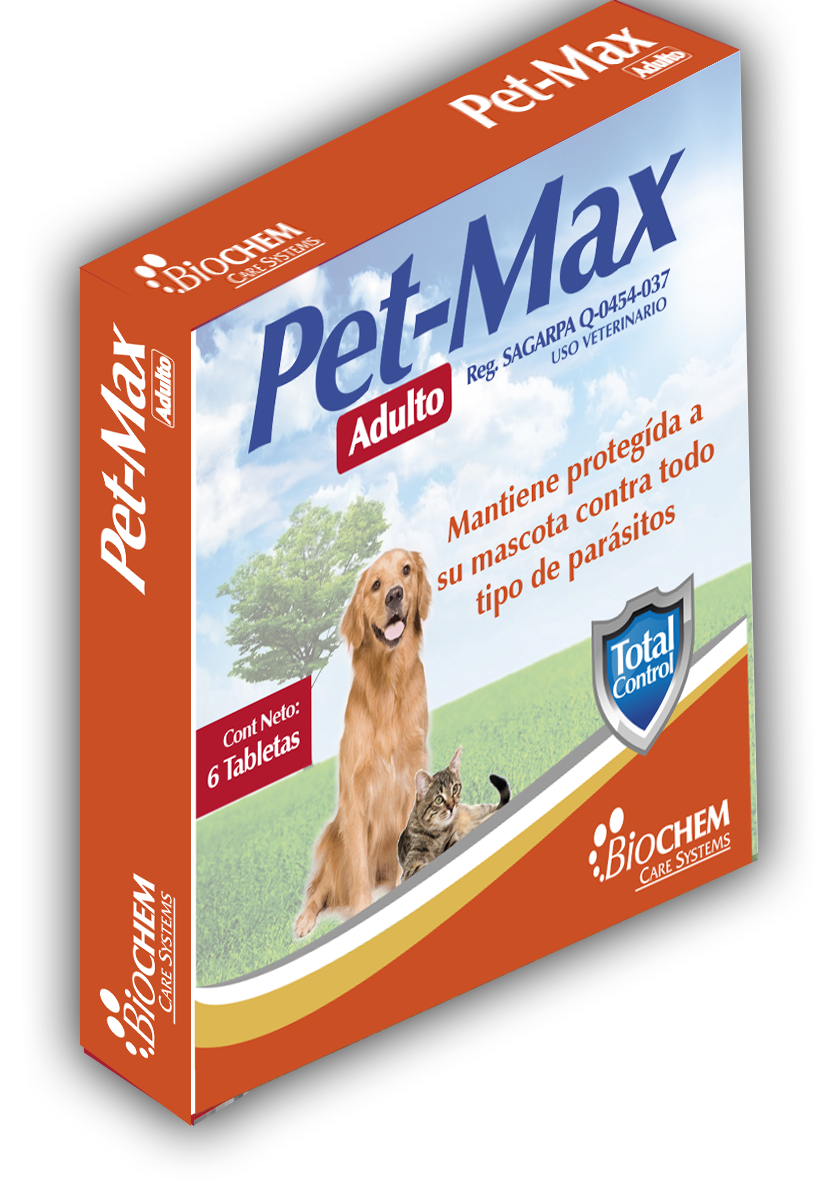 Pet-Max
Adulto
BIOCHEM
CARE SYSTEMS
Pet-Max
Adulto
BIOCHEM
CARE SYSTEMS
Pet-Max
Reg. SAGARPA Q-0454-037
USO VETERINARIO
Adulto
Mantiene protegída a
su mascota contra todo
tipo de parásitos
Total
Control
Cont Neto:
6 Tabletas
BIOCHEM
CARE SYSTEMS